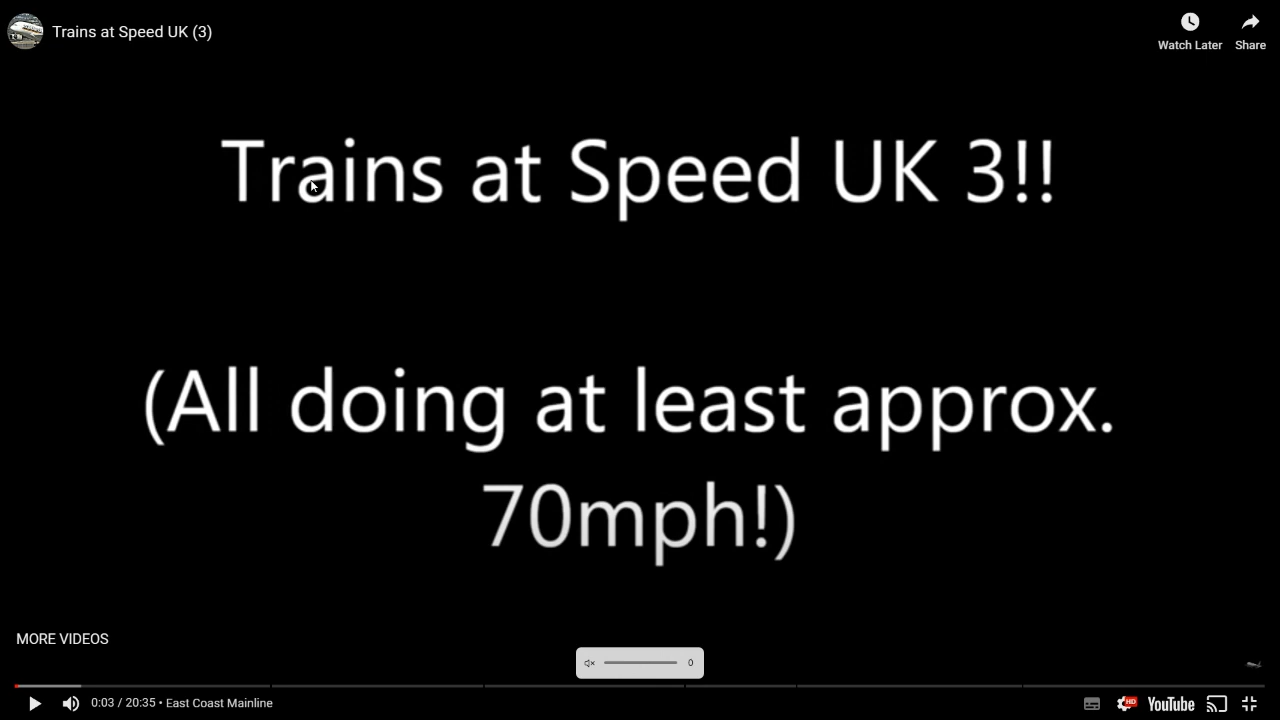 Trains at Speed UK (3)
Watch Later
Share
Trains at Speed UK 3!!
(All doing at least approx.
70mph!)
MORE VIDEOS
0
0:03 / 20:35 • East Coast Mainline
HD
YouTube